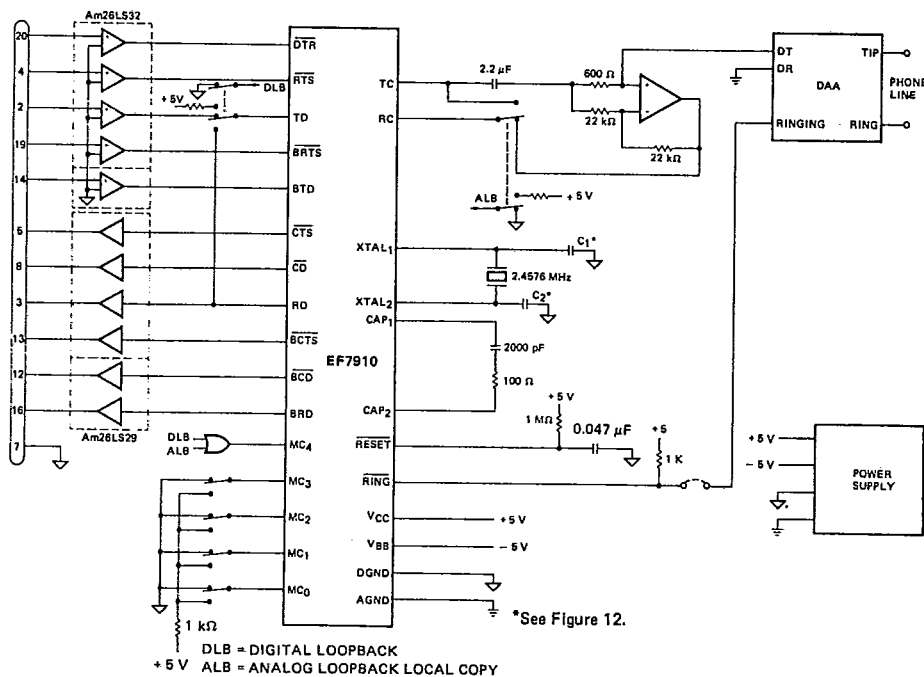 Am26LS32
20
4
2
19
14
5
8
3
13
12
16
7
Am26LS29
DLB
+5V
DLB
ALB
DTR
RTS
TD
BRTS
BTD
CTS
CD
RD
BCTS
BCD
BRD
MC4
MC3
MC2
MC1
MC0
EF7910
TC
RC
XTAL1
XTAL2
CAP1
CAP2
RESET
RING
VCC
VBB
DGND
AGND
2.2 µF
600 Ω
22 kΩ
22 kΩ
ALB
+5 V
C1*
2.4576 MHz
C2*
2000 pF
100 Ω
+5 V
1 MΩ
0.047 µF
+5
1 K
+5V
-5V
DT
DR
DAA
TIP
RINGING
RING
PHONE
LINE
+5V
-5V
POWER
SUPPLY
*See Figure 12.
1 kΩ
+5 V
DLB = DIGITAL LOOPBACK
ALB = ANALOG LOOPBACK LOCAL COPY